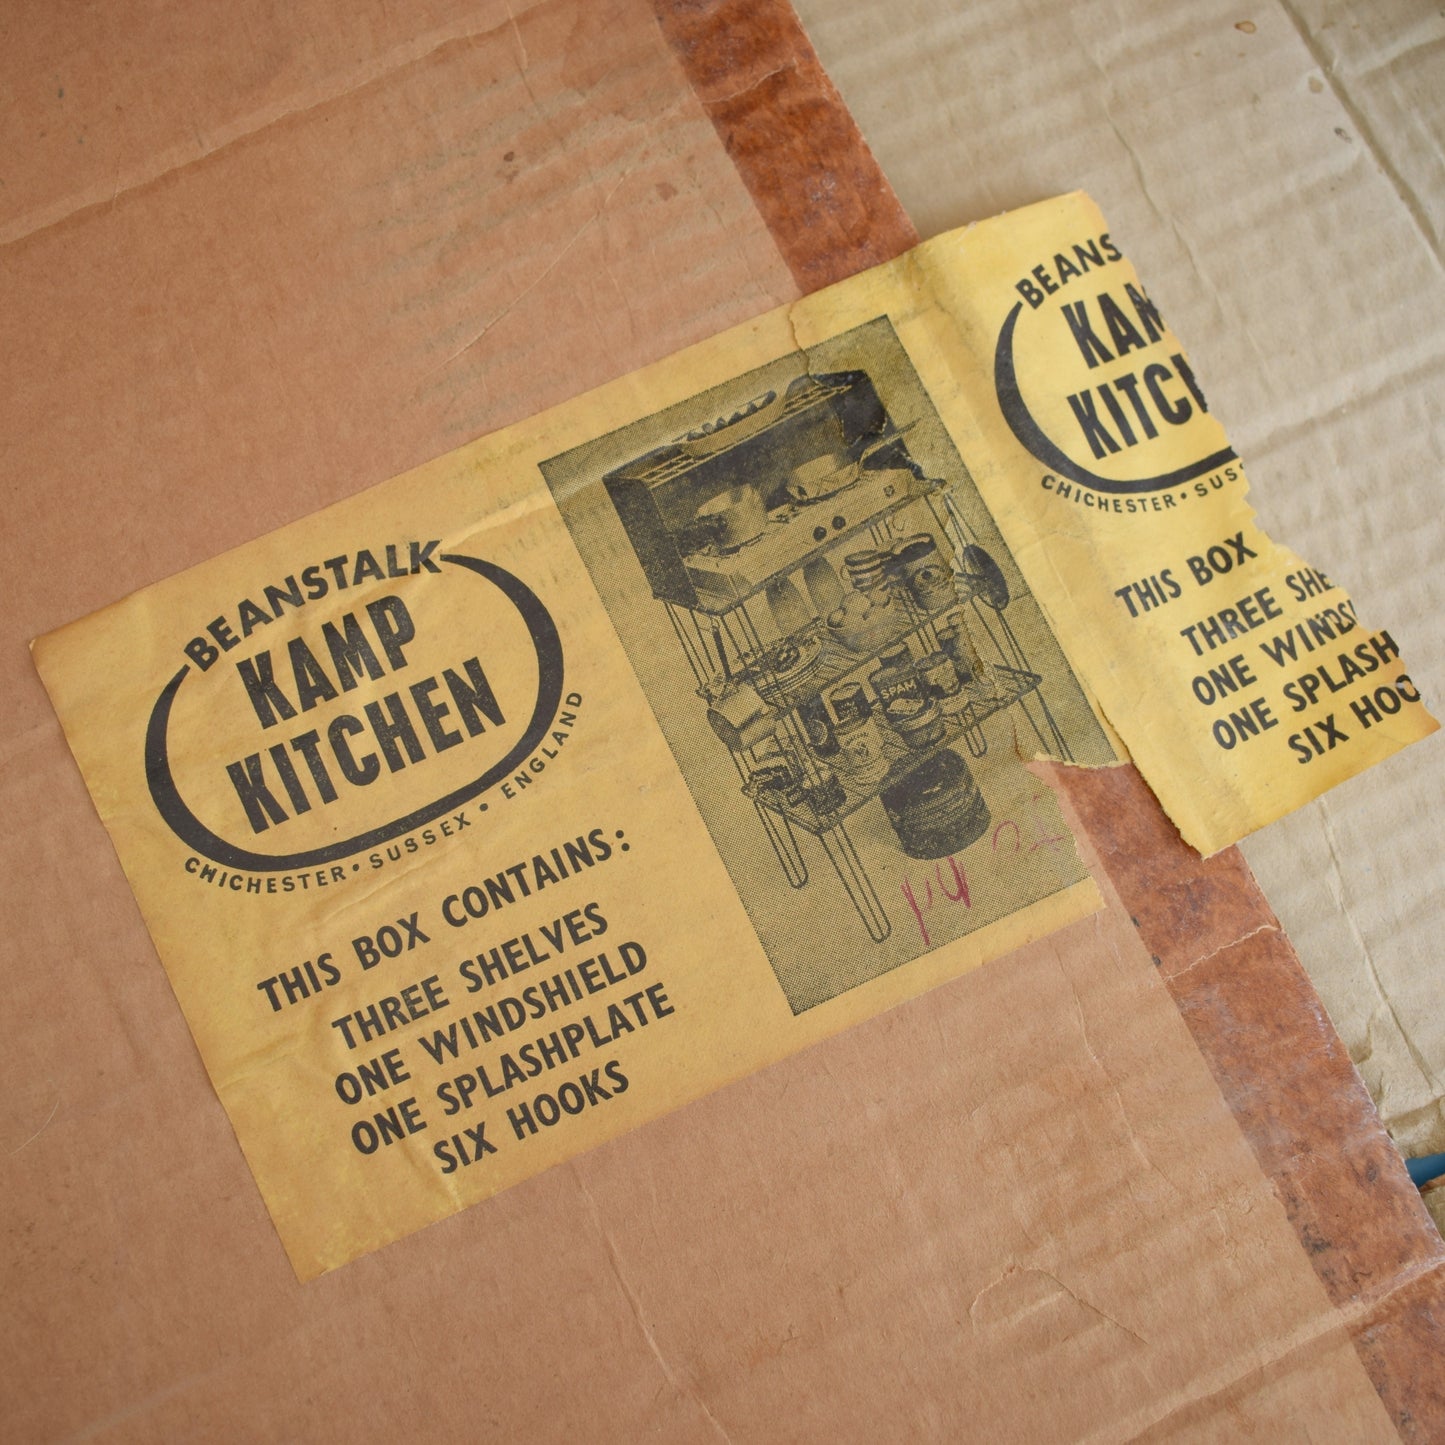 BEANSTALK
KAMP
KITCHEN
CHICHESTER • SUSSEX • ENGLAND
THIS BOX CONTAINS:
THREE SHELVES
ONE WINDSHIELD
ONE SPLASHPLATE
SIX HOOKS
SPAM
BEANS
KAM
KITCH
CHICHESTER • SUSS
THIS BOX
THREE SHE
ONE WINDS
ONE SPLASH
SIX HOO